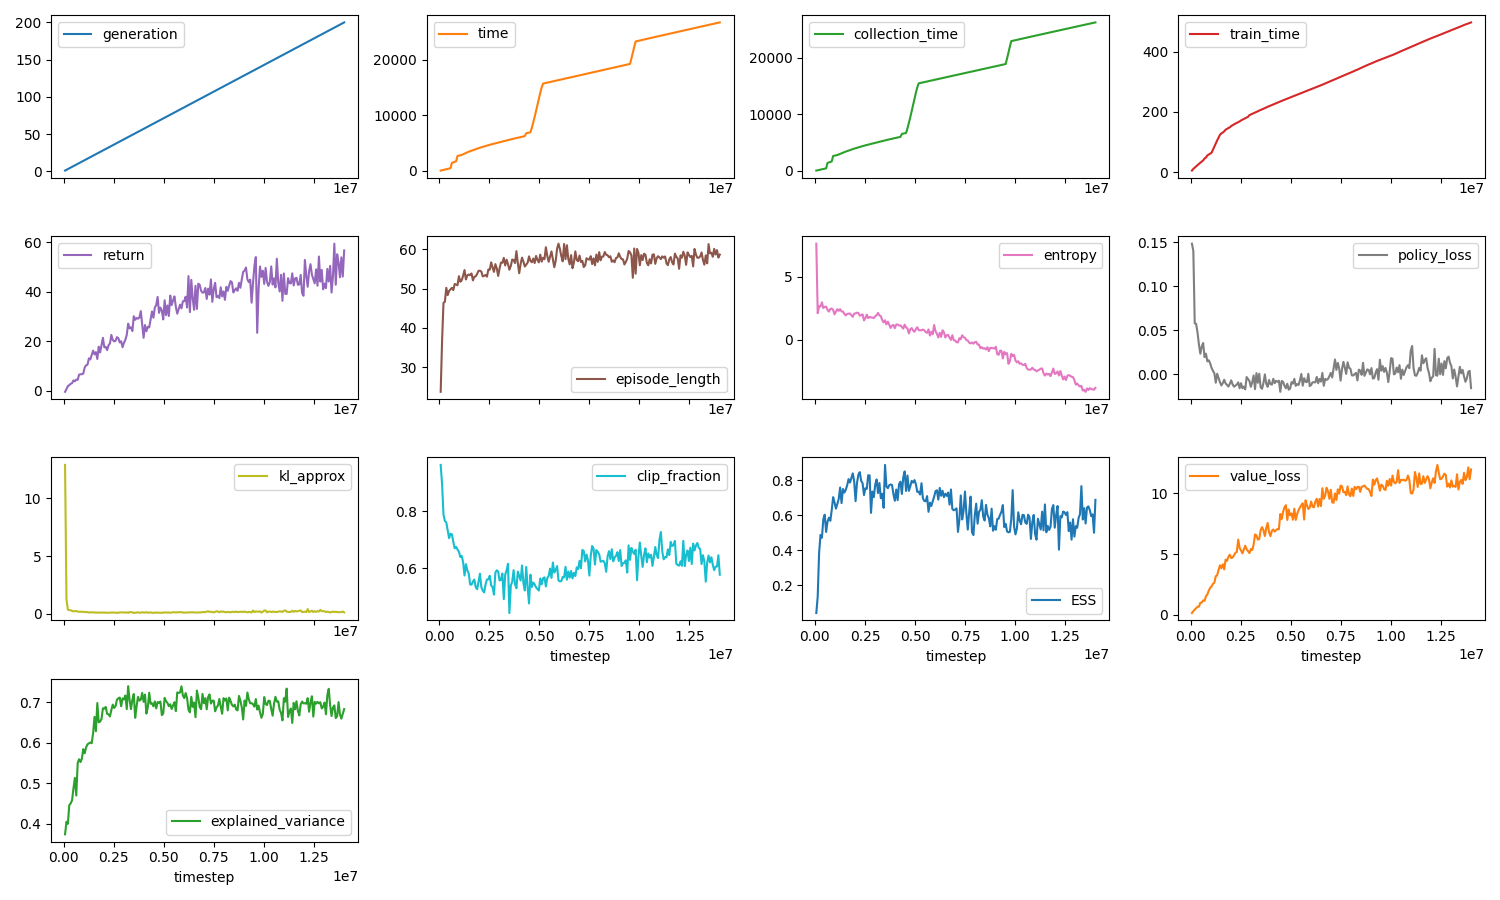 generation
time
collection_time
train_time
200
150
100
50
0
1e7
20000
10000
0
1e7
20000
10000
0
1e7
400
200
0
1e7
return
episode_length
entropy
policy_loss
60
40
20
0
1e7
60
50
40
30
1e7
5
0
1e7
0.15
0.10
0.05
0.00
1e7
kl_approx
clip_fraction
ESS
value_loss
10
5
0
1e7
0.8
0.6
0.00 0.25 0.50 0.75 1.00 1.25
timestep
1e7
0.8
0.6
0.4
0.2
0.00 0.25 0.50 0.75 1.00 1.25
timestep
1e7
10
5
0
0.00 0.25 0.50 0.75 1.00 1.25
timestep
1e7
explained_variance
0.7
0.6
0.5
0.4
0.00 0.25 0.50 0.75 1.00 1.25
timestep
1e7